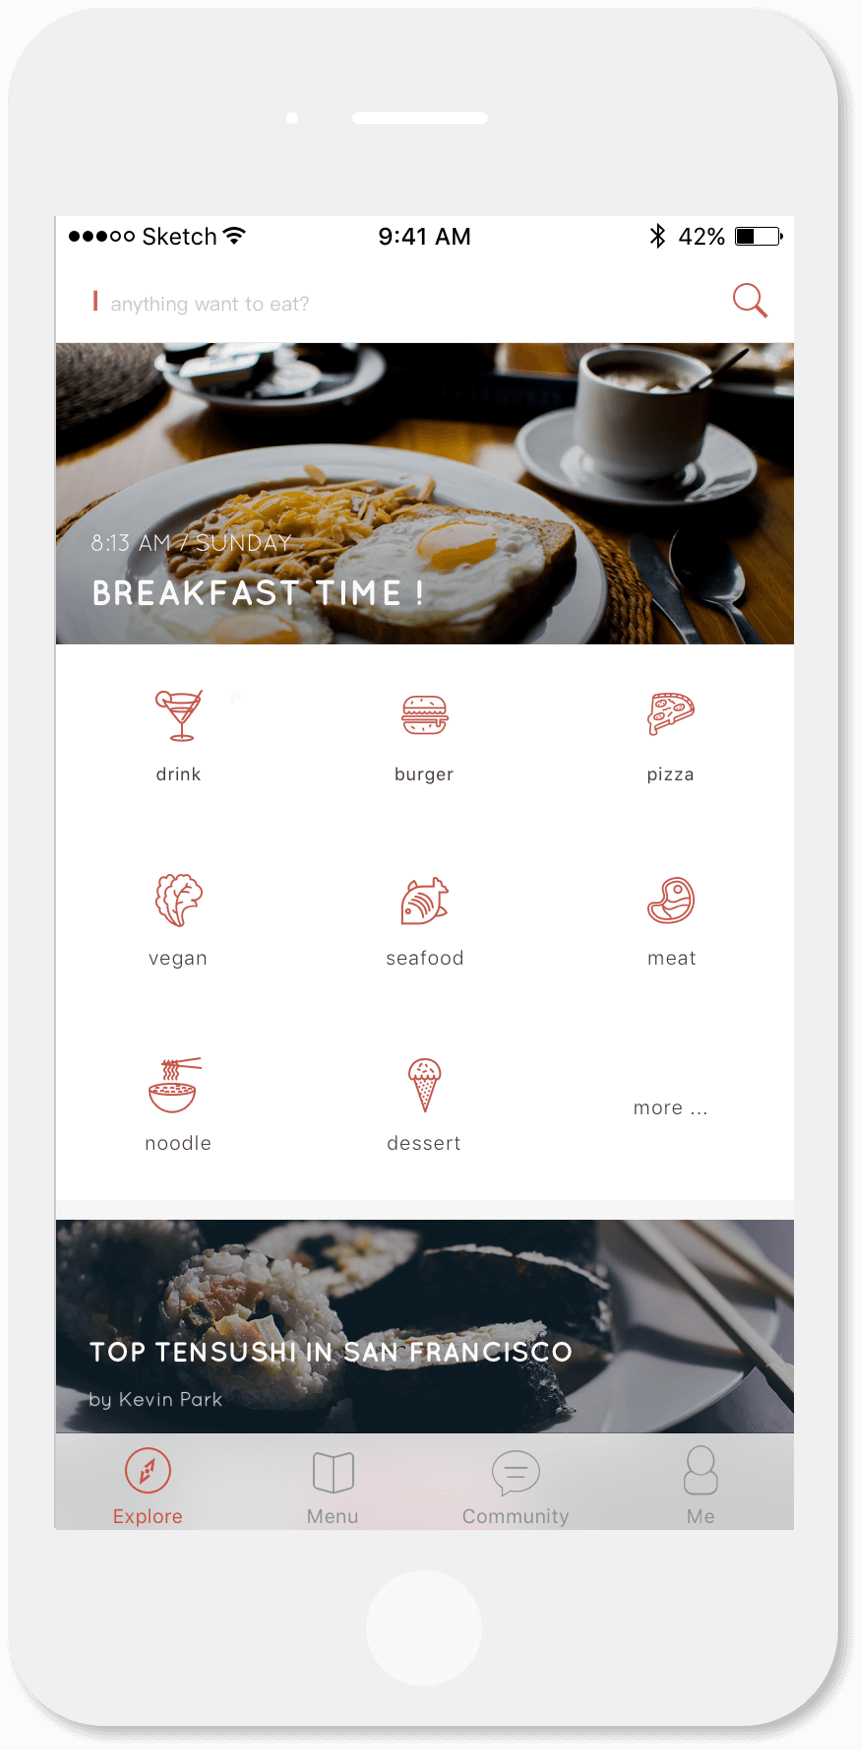 Sketch 9:41 AM 42%
anything want to eat?
8:13 AM / SUNDAY
BREAKFAST TIME !
drink burger pizza
vegan seafood meat
more ...
noodle dessert
TOP TENSUSHI IN SAN FRANCISCO
by Kevin Park
Explore Menu Community Me